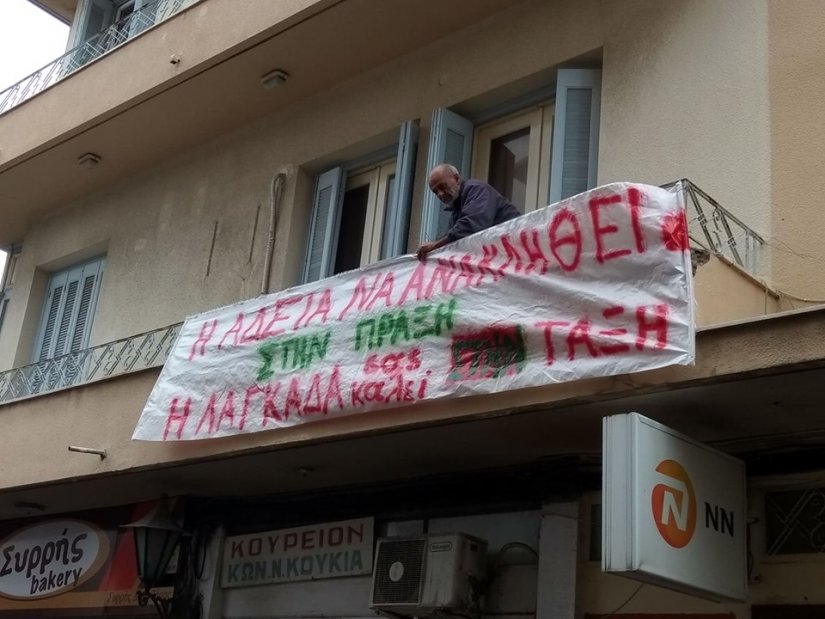 Η ΑΔΕΙΑ ΝΑ ΑΝΑΚΛΗΘΕΙ
ΣΤΗΝ ΠΡΑΞΗ
Η ΛΑΓΚΑΔΑ σας καλεί ΣΤΗΝ ΤΑΞΗ
Συρρής
bakery
ΚΟΥΡΕΙΟΝ
ΚΩΝ.Ν.ΚΟΥΚΙΑ
N NN